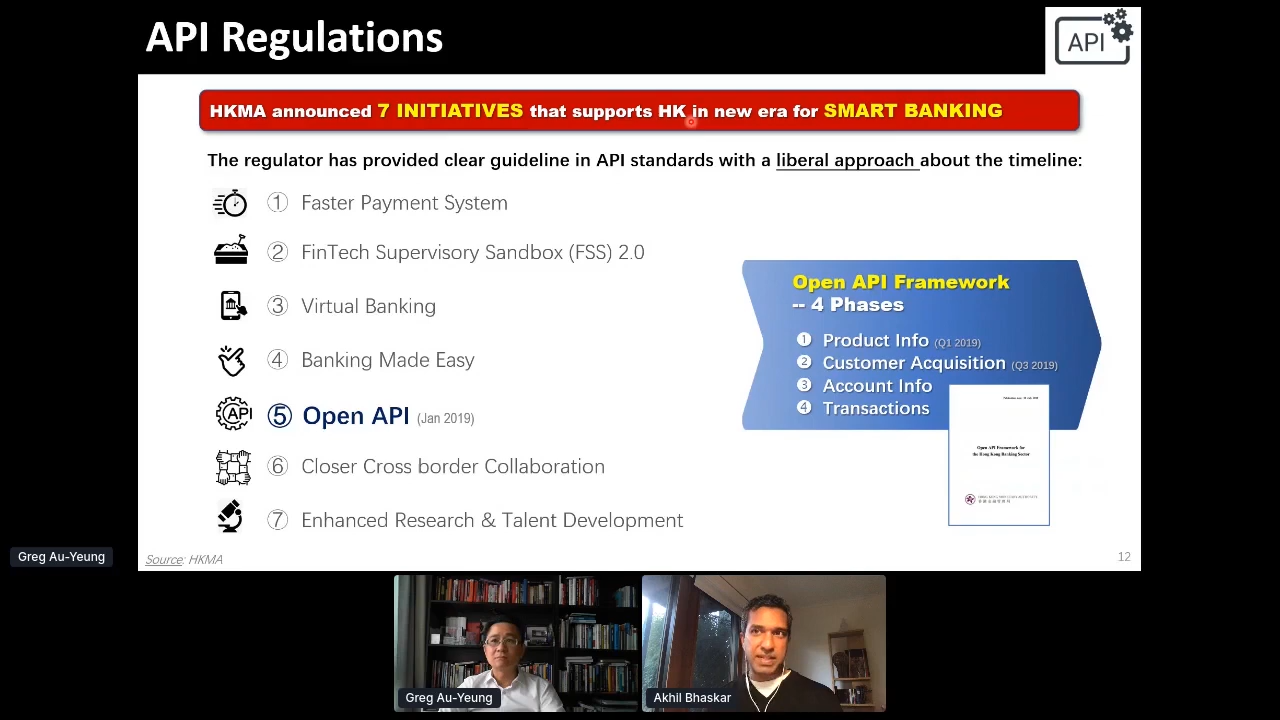 API Regulations
API
HKMA announced 7 INITIATIVES that supports HK in new era for SMART BANKING
The regulator has provided clear guideline in API standards with a liberal approach about the timeline:
① Faster Payment System
② FinTech Supervisory Sandbox (FSS) 2.0
③ Virtual Banking
④ Banking Made Easy
API ⑤ Open API (Jan 2019)
⑥ Closer Cross border Collaboration
⑦ Enhanced Research & Talent Development
Open API Framework
-- 4 Phases
❶ Product Info (Q1 2019)
❷ Customer Acquisition (Q3 2019)
❸ Account Info
❹ Transactions
Open API Framework for
the Hong Kong Banking Sector
Source: HKMA
12
Greg Au-Yeung
Greg Au-Yeung
Akhil Bhaskar